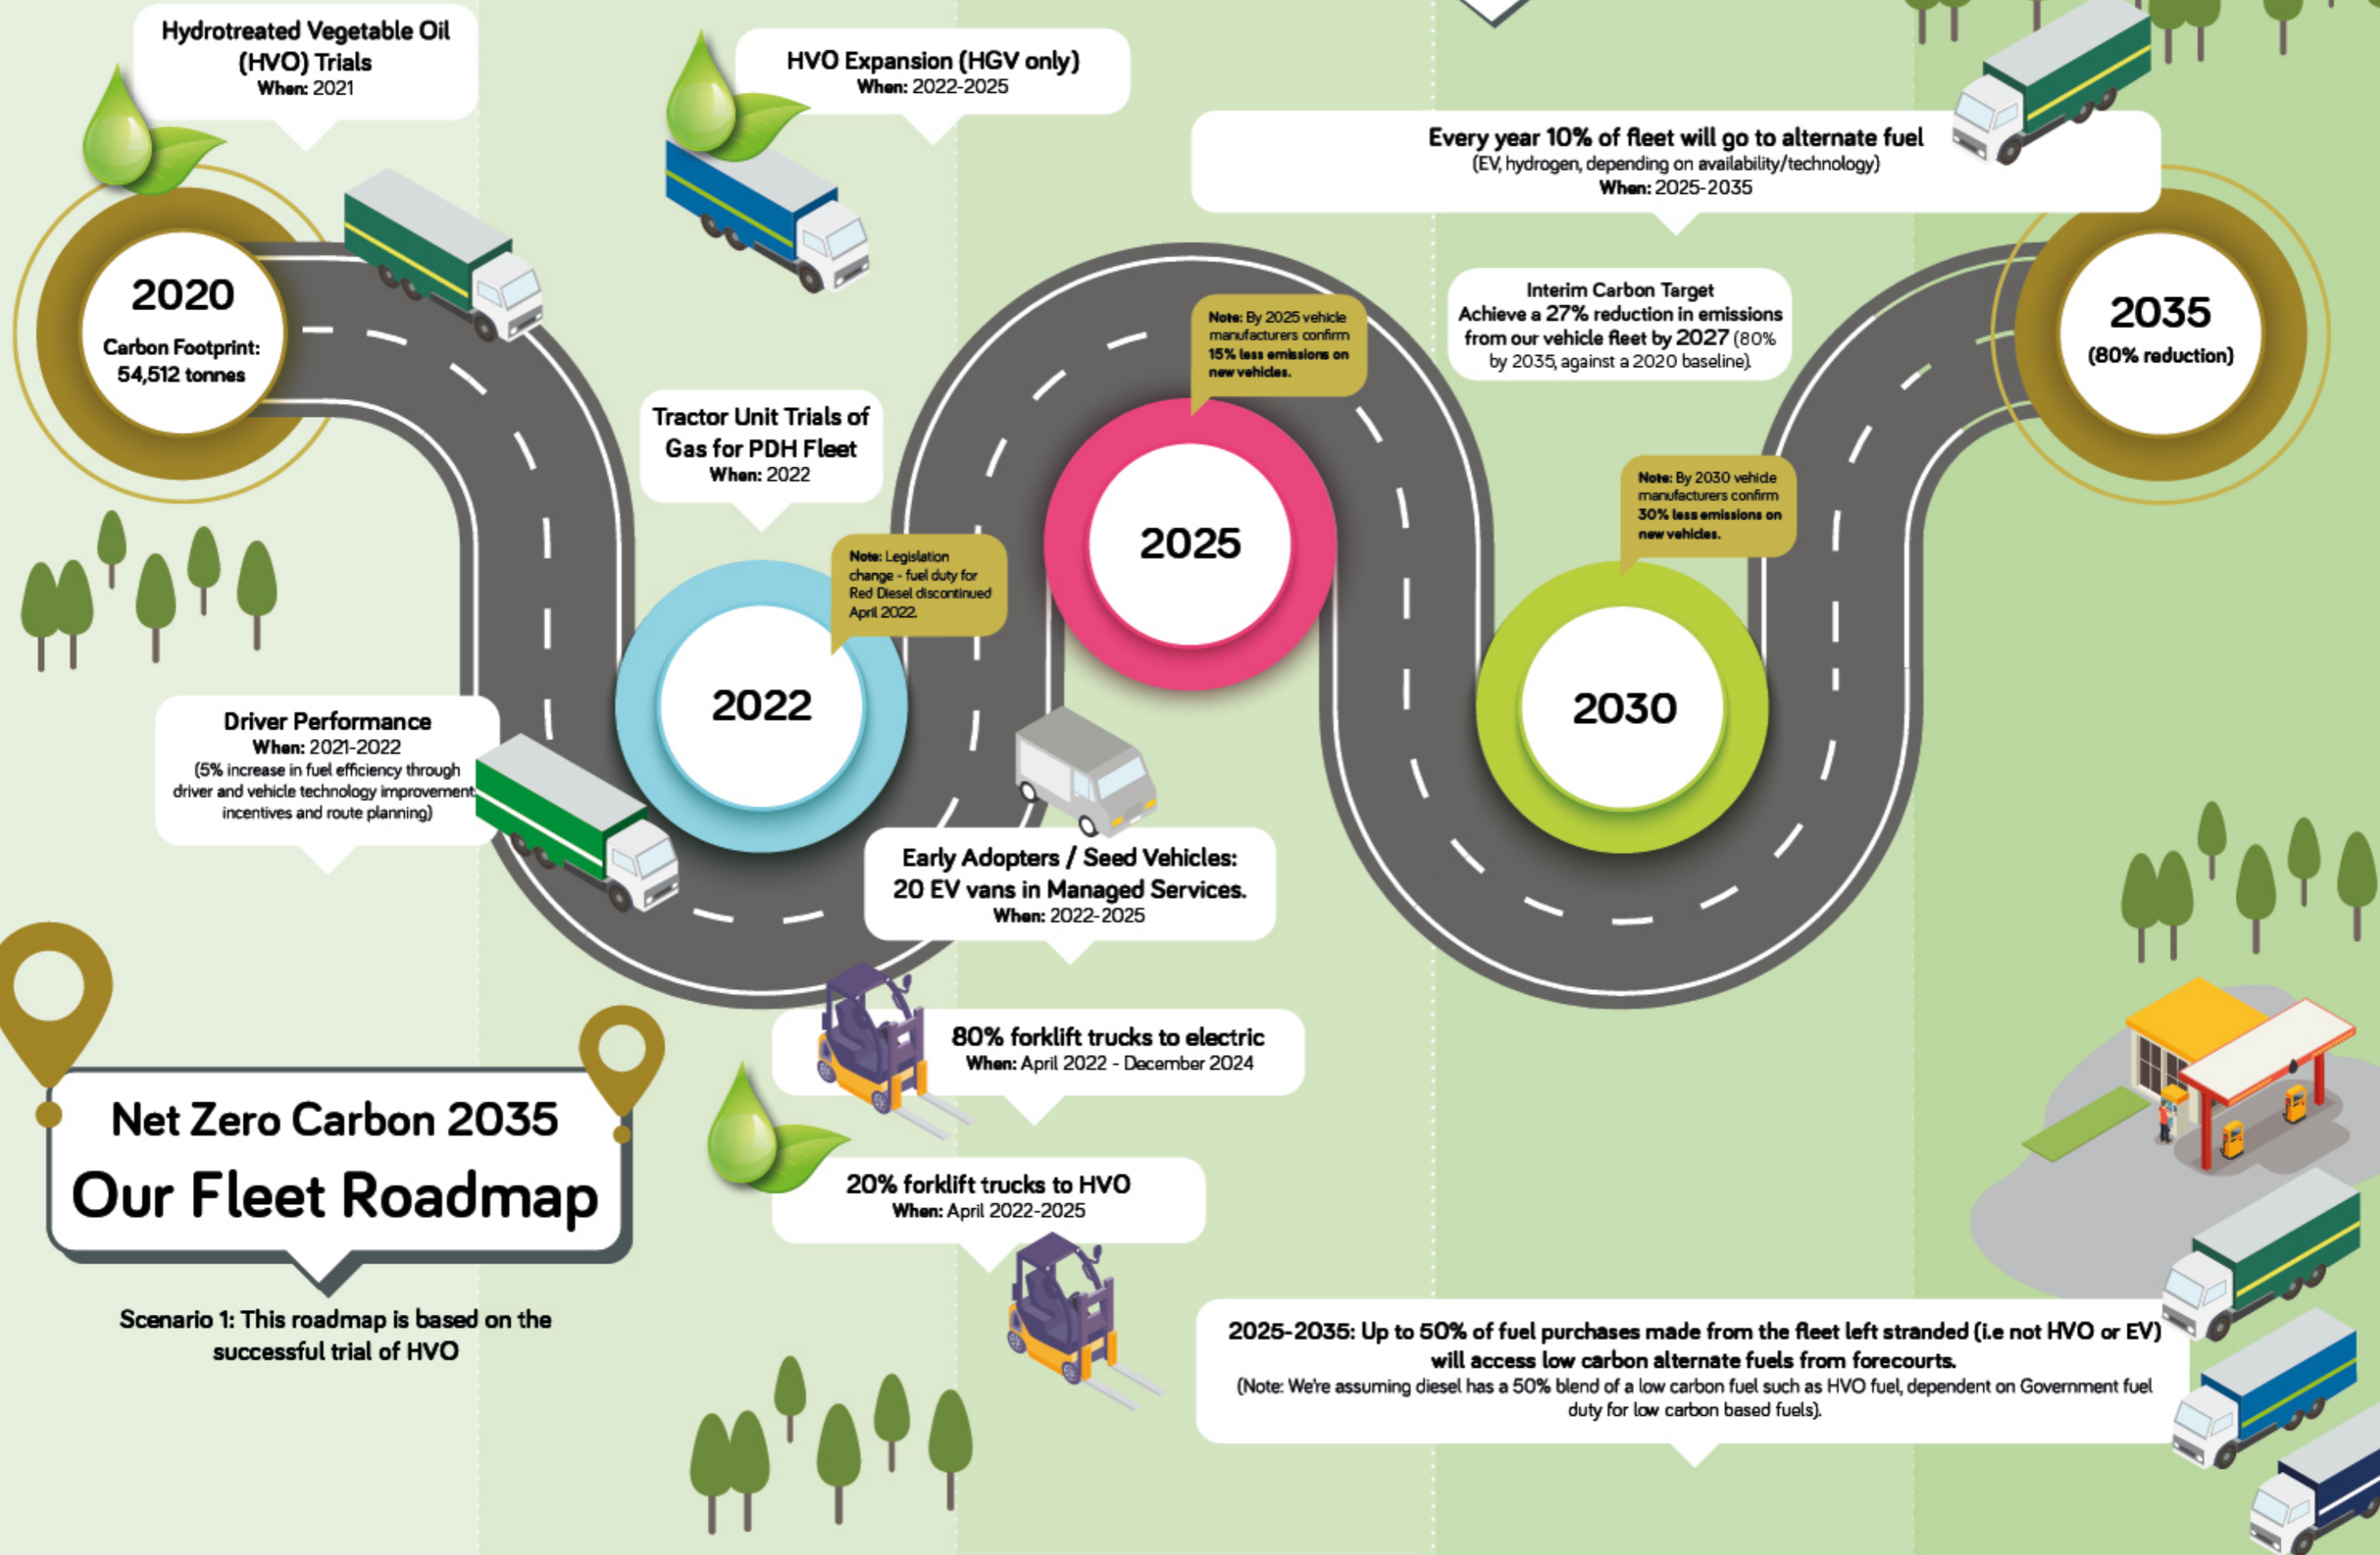 Hydrotreated Vegetable Oil
(HVO) Trials
When: 2021
HVO Expansion (HGV only)
When: 2022-2025
Every year 10% of fleet will go to alternate fuel
(EV, hydrogen, depending on availability/technology)
When: 2025-2035
2020
Carbon Footprint:
54,512 tonnes
Tractor Unit Trials of
Gas for PDH Fleet
When: 2022
Note: By 2025 vehicle
manufacturers confirm
15% less emissions on
new vehicles.
Interim Carbon Target
Achieve a 27% reduction in emissions
from our vehicle fleet by 2027 (80%
by 2035, against a 2020 baseline).
2035
(80% reduction)
Note: Legislation
change - fuel duty for
Red Diesel discontinued
April 2022.
2025
Note: By 2030 vehicle
manufacturers confirm
30% less emissions on
new vehicles.
2022
2030
Driver Performance
When: 2021-2022
(5% increase in fuel efficiency through
driver and vehicle technology improvement
incentives and route planning)
Early Adopters / Seed Vehicles:
20 EV vans in Managed Services.
When: 2022-2025
80% forklift trucks to electric
When: April 2022 - December 2024
20% forklift trucks to HVO
When: April 2022-2025
Net Zero Carbon 2035
Our Fleet Roadmap
Scenario 1: This roadmap is based on the
successful trial of HVO
2025-2035: Up to 50% of fuel purchases made from the fleet left stranded (i.e not HVO or EV)
will access low carbon alternate fuels from forecourts.
(Note: We're assuming diesel has a 50% blend of a low carbon fuel such as HVO fuel, dependent on Government fuel
duty for low carbon based fuels).